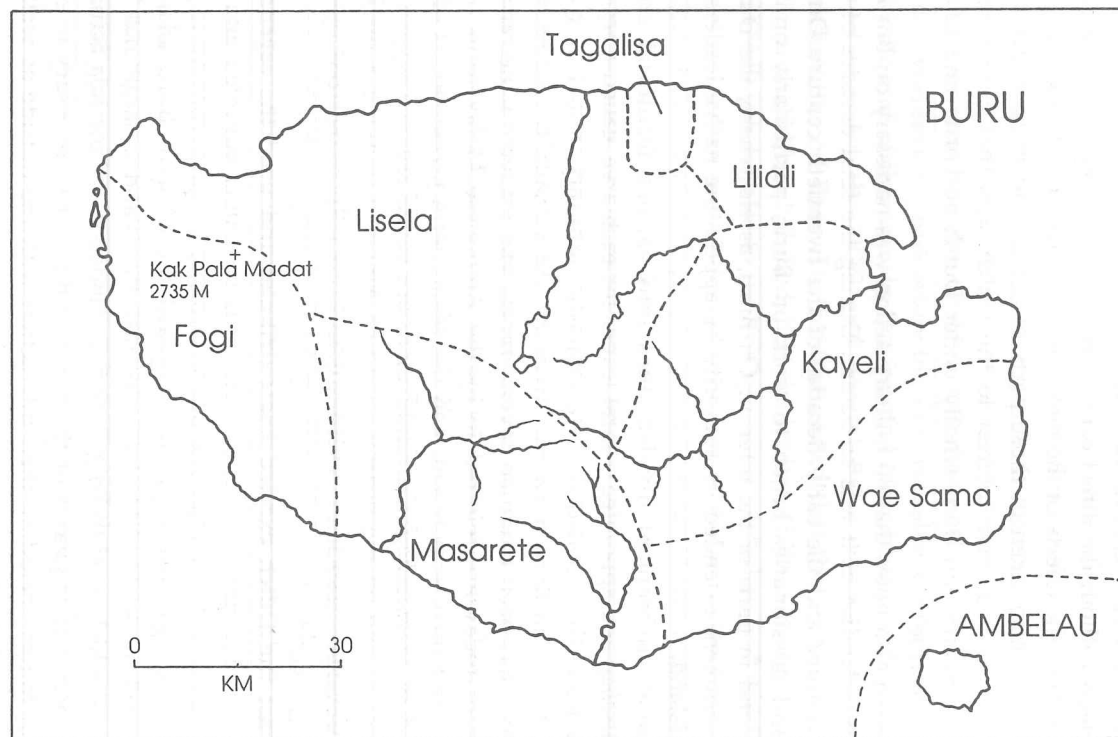 Tagalisa
BURU
Liliali
Lisela
Kak Pala Madat
2735 M
Fogi
Kayeli
Wae Sama
Masarete
AMBELAU
0 30
KM